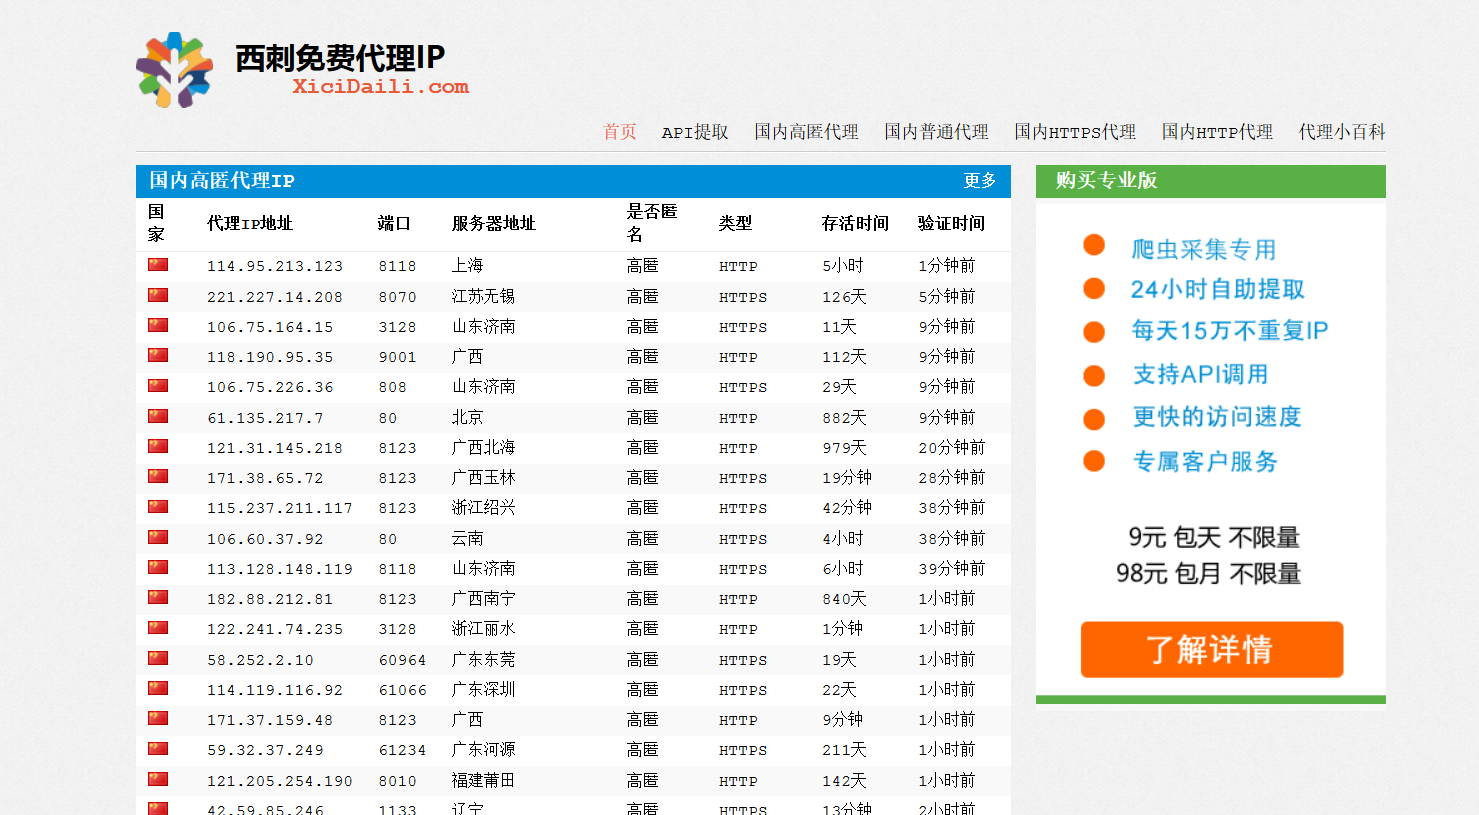 西刺免费代理IP
XiciDaili.com
首页 API提取 国内高匿代理 国内普通代理 国内HTTPS代理 国内HTTP代理 代理小百科
国内高匿代理IP 更多
国家 代理IP地址 端口 服务器地址 是否匿名 类型 存活时间 验证时间
114.95.213.123 8118 上海 高匿 HTTP 5小时 1分钟前
221.227.14.208 8070 江苏无锡 高匿 HTTPS 126天 5分钟前
106.75.164.15 3128 山东济南 高匿 HTTPS 11天 9分钟前
118.190.95.35 9001 广西 高匿 HTTP 112天 9分钟前
106.75.226.36 808 山东济南 高匿 HTTPS 29天 9分钟前
61.135.217.7 80 北京 高匿 HTTP 882天 9分钟前
121.31.145.218 8123 广西北海 高匿 HTTP 979天 20分钟前
171.38.65.72 8123 广西玉林 高匿 HTTPS 19分钟 28分钟前
115.237.211.117 8123 浙江绍兴 高匿 HTTPS 42分钟 38分钟前
106.60.37.92 80 云南 高匿 HTTPS 4小时 38分钟前
113.128.148.119 8118 山东济南 高匿 HTTPS 6小时 39分钟前
182.88.212.81 8123 广西南宁 高匿 HTTP 840天 1小时前
122.241.74.235 3128 浙江丽水 高匿 HTTP 1分钟 1小时前
58.252.2.10 60964 广东东莞 高匿 HTTPS 19天 1小时前
114.119.116.92 61066 广东深圳 高匿 HTTPS 22天 1小时前
171.37.159.48 8123 广西 高匿 HTTP 9分钟 1小时前
59.32.37.249 61234 广东河源 高匿 HTTPS 211天 1小时前
121.205.254.190 8010 福建莆田 高匿 HTTP 142天 1小时前
42.59.85.246 1133 辽宁 高匿 HTTPS 13分钟 2小时前
购买专业版
爬虫采集专用
24小时自助提取
每天15万不重复IP
支持API调用
更快的访问速度
专属客户服务
9元 包天 不限量
98元 包月 不限量
了解详情